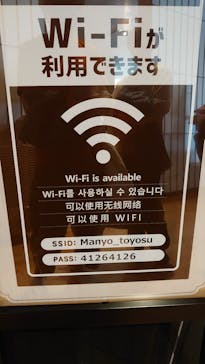 Wi-Fiが
利用できます
Wi-Fi is available
Wi-Fi를 사용하실 수 있습니다
可以使用无线网络
可以使用 WIFI
SSID: Manyo_toyosu
PASS: 41264126